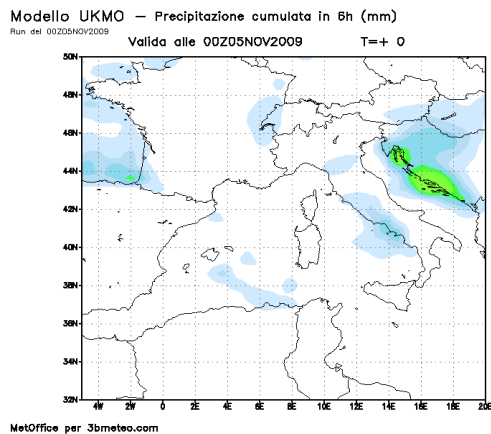 Modello UKMO — Precipitazione cumulata in 6h (mm)
Run del 00Z05NOV2009
Valida alle 00Z05NOV2009 T=+ 0
50N
48N
46N
44N
42N
40N
38N
36N
34N
32N
4W 2W 0 2E 4E 6E 8E 10E 12E 14E 16E 18E 20E
MetOffice per 3bmeteo.com